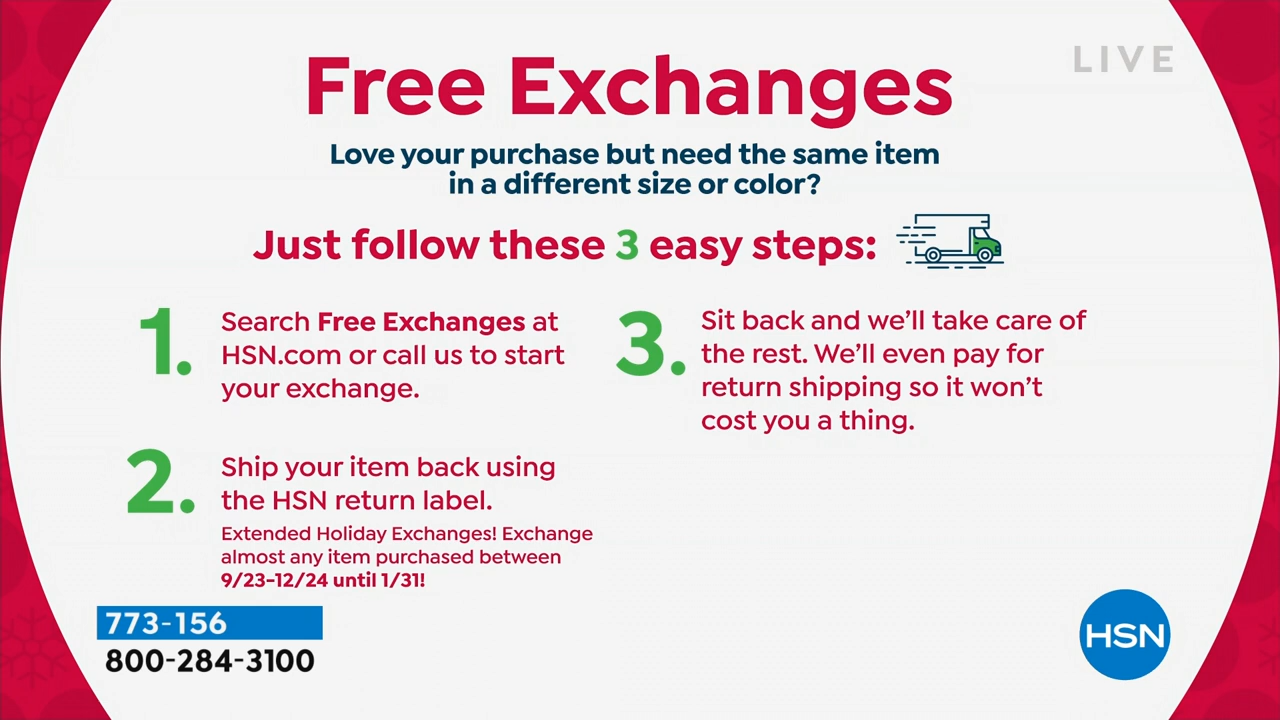 LIVE
Free Exchanges
Love your purchase but need the same item
in a different size or color?
Just follow these 3 easy steps:
1. Search Free Exchanges at
HSN.com or call us to start
your exchange.
2. Ship your item back using
the HSN return label.
Extended Holiday Exchanges! Exchange
almost any item purchased between
9/23-12/24 until 1/31!
3. Sit back and we’ll take care of
the rest. We’ll even pay for
return shipping so it won’t
cost you a thing.
773-156
800-284-3100
HSN